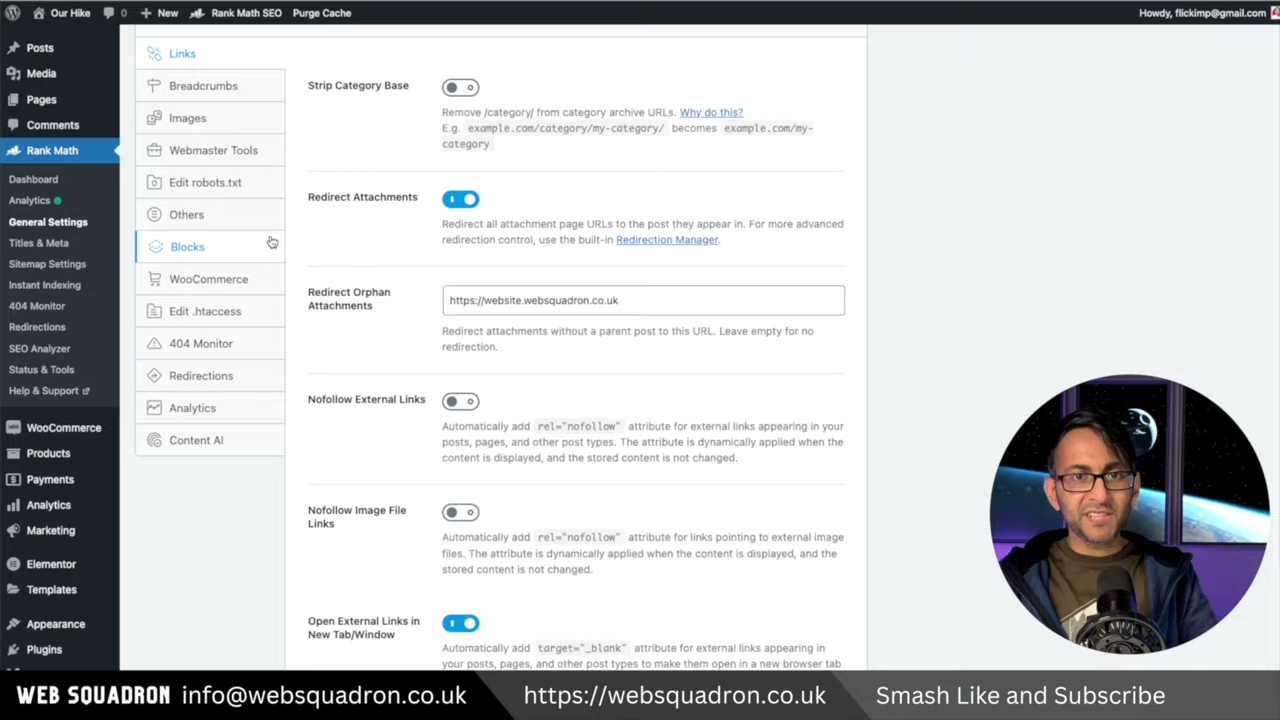 Our Hike 0 New Rank Math SEO Purge Cache Howdy, flickimp@gmail.com
Posts
Media
Pages
Comments
Rank Math
Dashboard
Analytics
General Settings
Titles & Meta
Sitemap Settings
Instant Indexing
404 Monitor
Redirections
SEO Analyzer
Status & Tools
Help & Support
WooCommerce
Products
Payments
Analytics
Marketing
Elementor
Templates
Appearance
Plugins
Links
Breadcrumbs
Images
Webmaster Tools
Edit robots.txt
Others
Blocks
WooCommerce
Edit .htaccess
404 Monitor
Redirections
Analytics
Content AI
Strip Category Base
Remove /category/ from category archive URLs. Why do this?
E.g. example.com/category/my-category/ becomes example.com/my-
category
Redirect Attachments
Redirect all attachment page URLs to the post they appear in. For more advanced
redirection control, use the built-in Redirection Manager.
Redirect Orphan
Attachments
https://website.websquadron.co.uk
Redirect attachments without a parent post to this URL. Leave empty for no
redirection.
Nofollow External Links
Automatically add rel="nofollow" attribute for external links appearing in your
posts, pages, and other post types. The attribute is dynamically applied when the
content is displayed, and the stored content is not changed.
Nofollow Image File
Links
Automatically add rel="nofollow" attribute for links pointing to external image
files. The attribute is dynamically applied when the content is displayed, and the
stored content is not changed.
Open External Links in
New Tab/Window
Automatically add target="_blank" attribute for external links appearing in
your posts, pages, and other post types to make them open in a new browser tab
WEB SQUADRON info@websquadron.co.uk https://websquadron.co.uk Smash Like and Subscribe